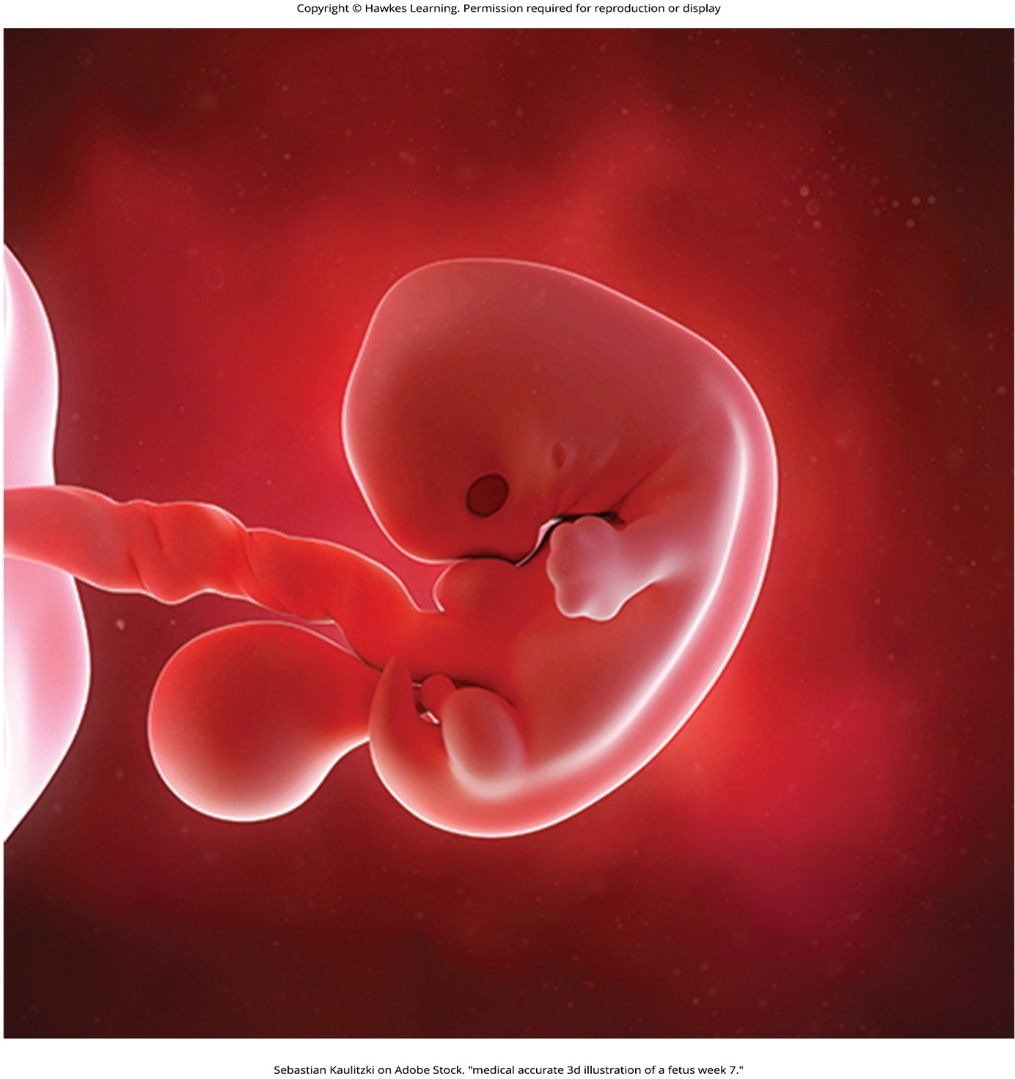 Copyright © Hawkes Learning. Permission required for reproduction or display
Sebastian Kaulitzki on Adobe Stock. "medical accurate 3d illustration of a fetus week 7."